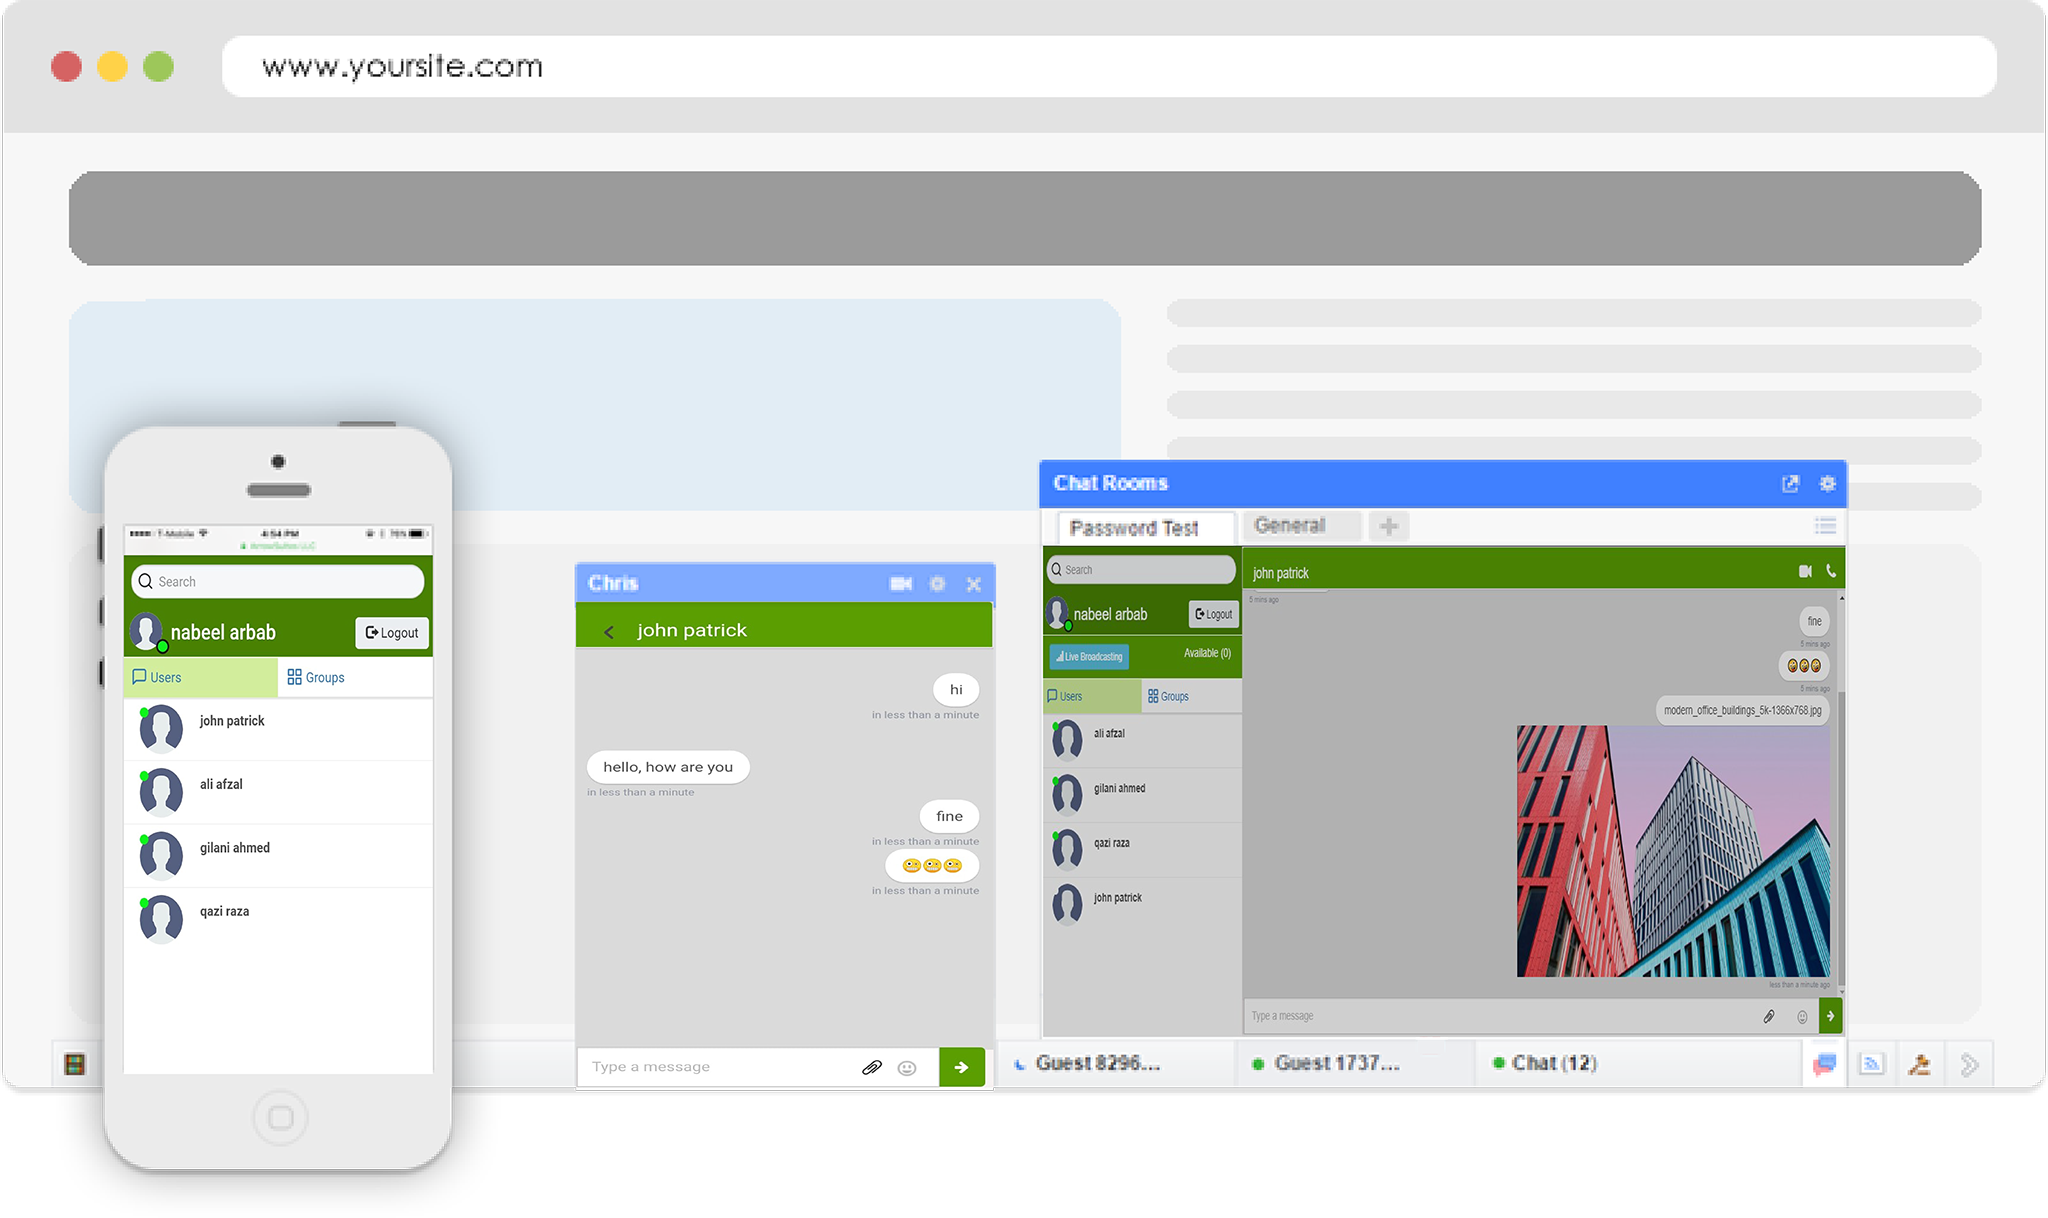 www.yoursite.com
T-Mobile
4:54 PM
76%
Search
nabeel arbab
Logout
Users
Groups
john patrick
ali afzal
gilani ahmed
qazi raza
Chris
john patrick
hi
in less than a minute
hello, how are you
in less than a minute
fine
in less than a minute
in less than a minute
Type a message
Chat Rooms
Password Test
General
Search
nabeel arbab
Logout
Live Broadcasting
Available (0)
Users
Groups
ali afzal
gilani ahmed
qazi raza
john patrick
john patrick
5 mins ago
fine
5 mins ago
5 mins ago
modern_office_buildings_5k-1366x768.jpg
less than a minute ago
Type a message
Guest 8296...
Guest 1737...
Chat (12)